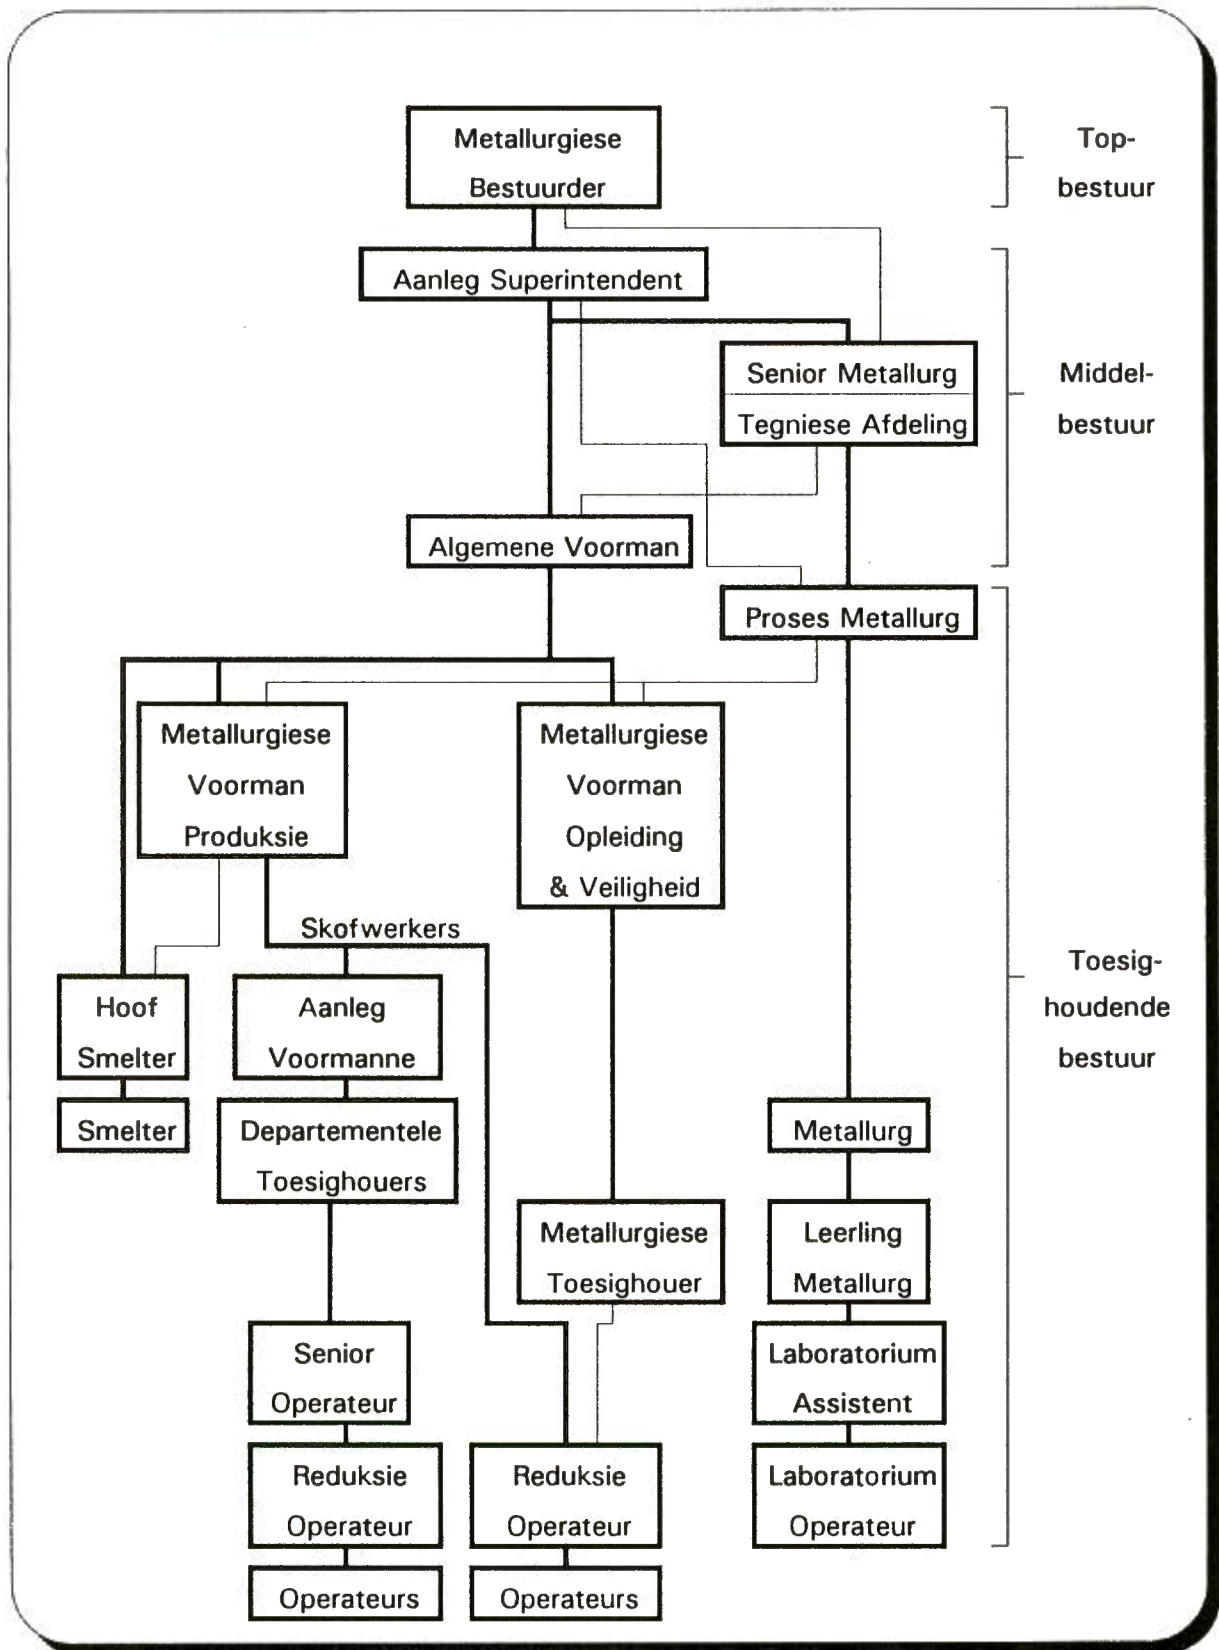 Metallurgiese
Bestuurder
Top-
bestuur
Aanleg Superintendent
Senior Metallurg
Tegniese Afdeling
Middel-
bestuur
Algemene Voorman
Proses Metallurg
Metallurgiese
Voorman
Produksie
Metallurgiese
Voorman
Opleiding
& Veiligheid
Skofwerkers
Hoof
Smelter
Aanleg
Voormanne
Toesig-
houdende
bestuur
Smelter
Departementele
Toesighouers
Metallurg
Metallurgiese
Toesighouer
Leerling
Metallurg
Senior
Operateur
Laboratorium
Assistent
Reduksie
Operateur
Reduksie
Operateur
Laboratorium
Operateur
Operateurs
Operateurs